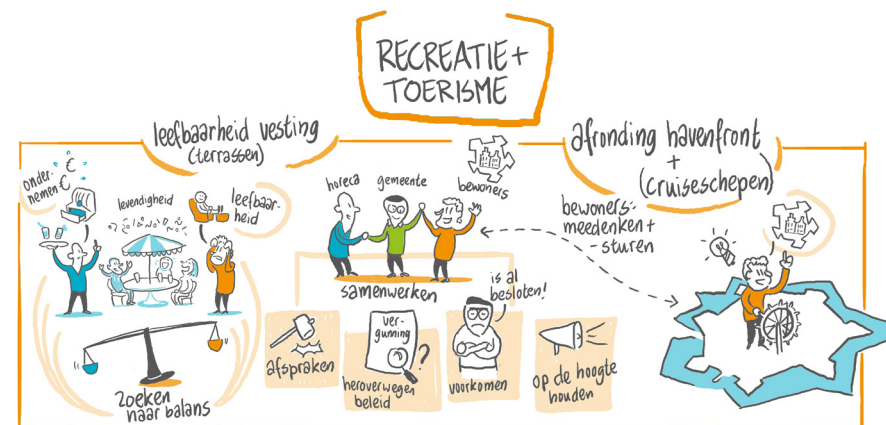 RECREATIE+
TOERISME
leefbaarheid vesting
(terrassen)
onder-
nemen
€
€
levendigheid
leefbaar-
heid
zoeken
naar balans
horeca
gemeente
bewoners
samenwerken
afspraken
ver-
gunning
?
heroverwegen
beleid
is al
besloten!
voorkomen
op de hoogte
houden
afronding havenfront
+
(cruiseschepen)
bewoners-
meedenken+
-sturen